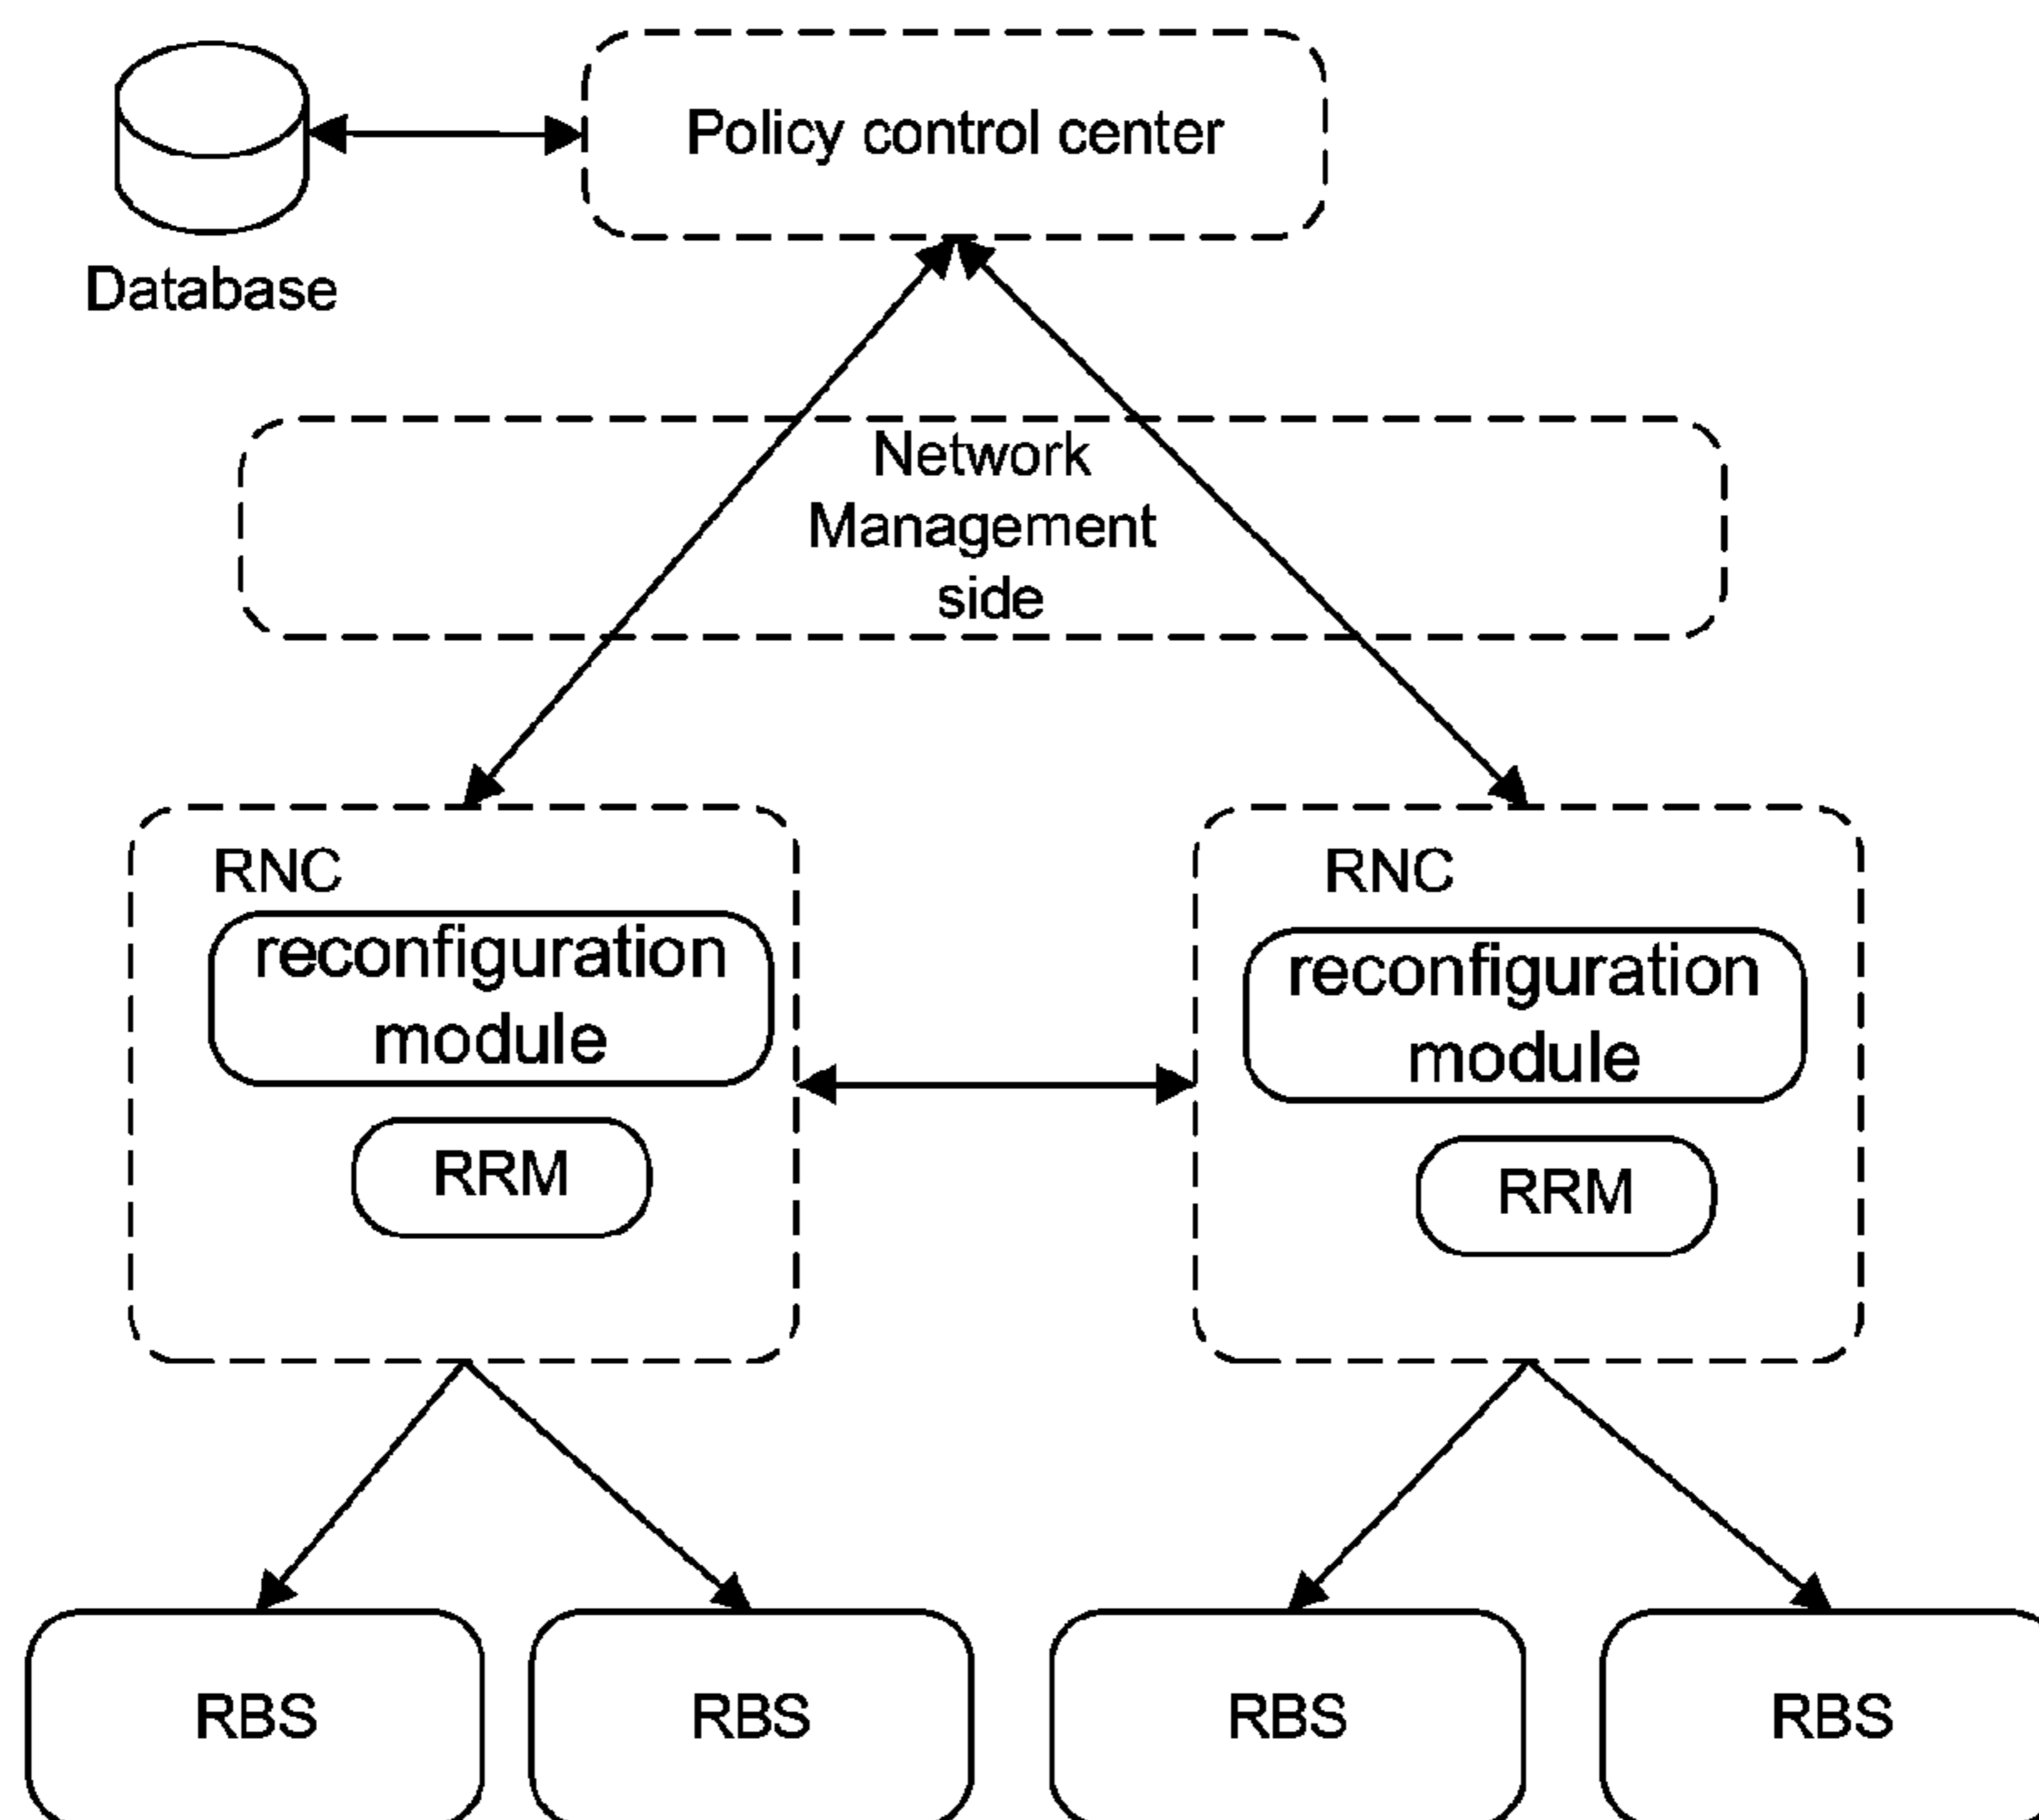 Policy control center
Database
Network
Management
side
RNC
reconfiguration
module
RRM
RNC
reconfiguration
module
RRM
RBS
RBS
RBS
RBS